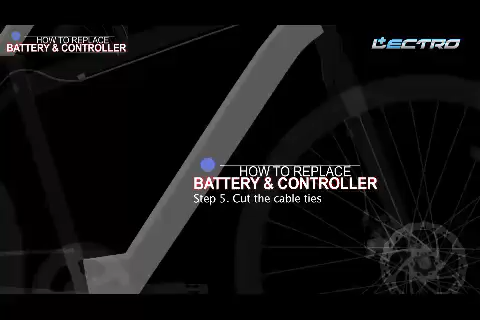 HOW TO REPLACE
BATTERY & CONTROLLER
LECTRO
HOW TO REPLACE
BATTERY & CONTROLLER
Step 5. Cut the cable ties